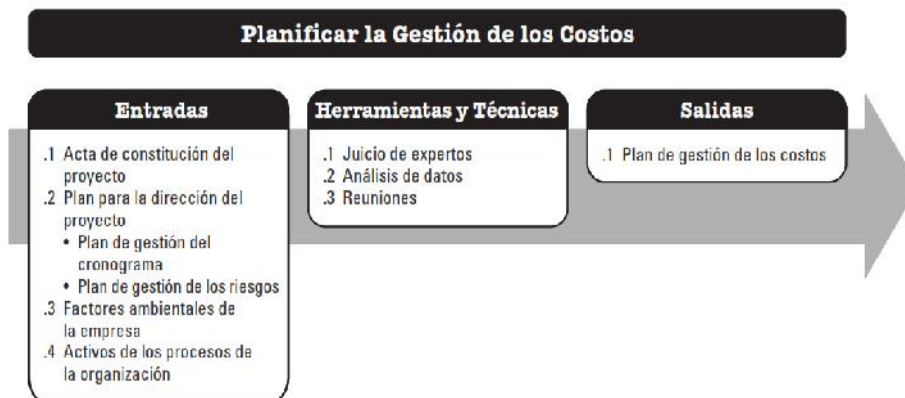 Planificar la Gestión de los Costos
Entradas
.1 Acta de constitución del
proyecto
.2 Plan para la dirección del
proyecto
• Plan de gestión del
cronograma
• Plan de gestión de los riesgos
.3 Factores ambientales de
la empresa
.4 Activos de los procesos de
la organización
Herramientas y Técnicas
.1 Juicio de expertos
.2 Análisis de datos
.3 Reuniones
Salidas
.1 Plan de gestión de los costos